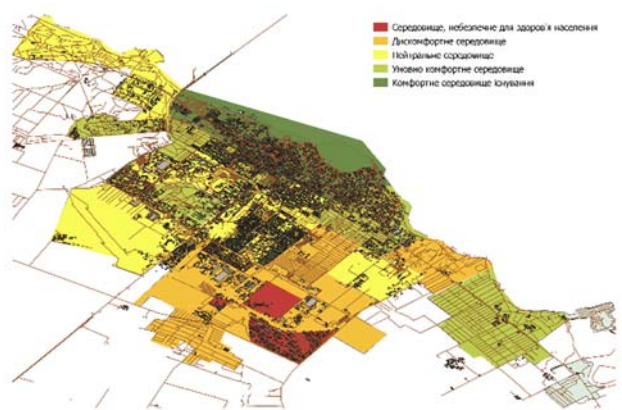 Середовище, небезпечне для здоров'я населення
Дискомфортне середовище
Нейтральне середовище
Умовно комфортне середовище
Комфортне середовище існування